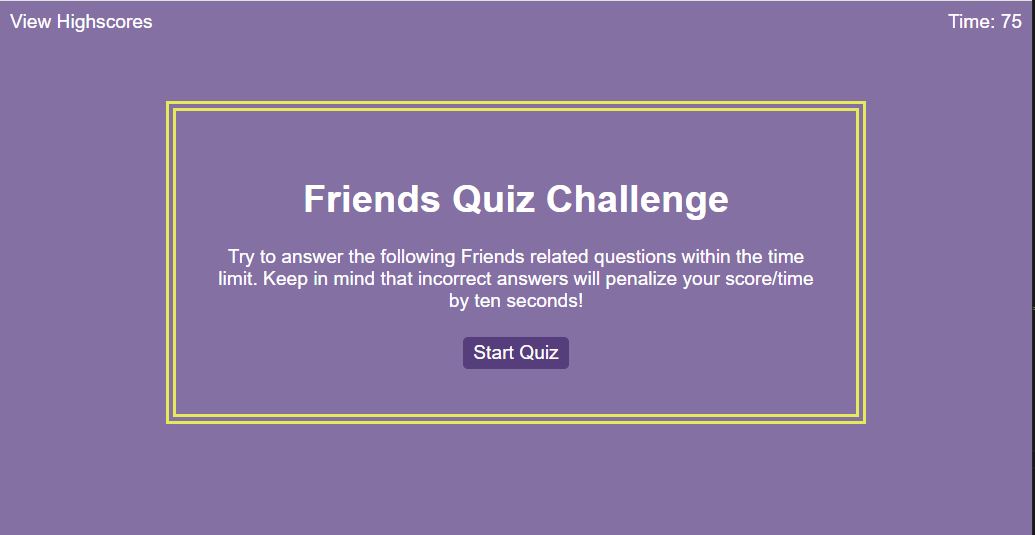 View Highscores
Time: 75
Friends Quiz Challenge
Try to answer the following Friends related questions within the time
limit. Keep in mind that incorrect answers will penalize your score/time
by ten seconds!
Start Quiz